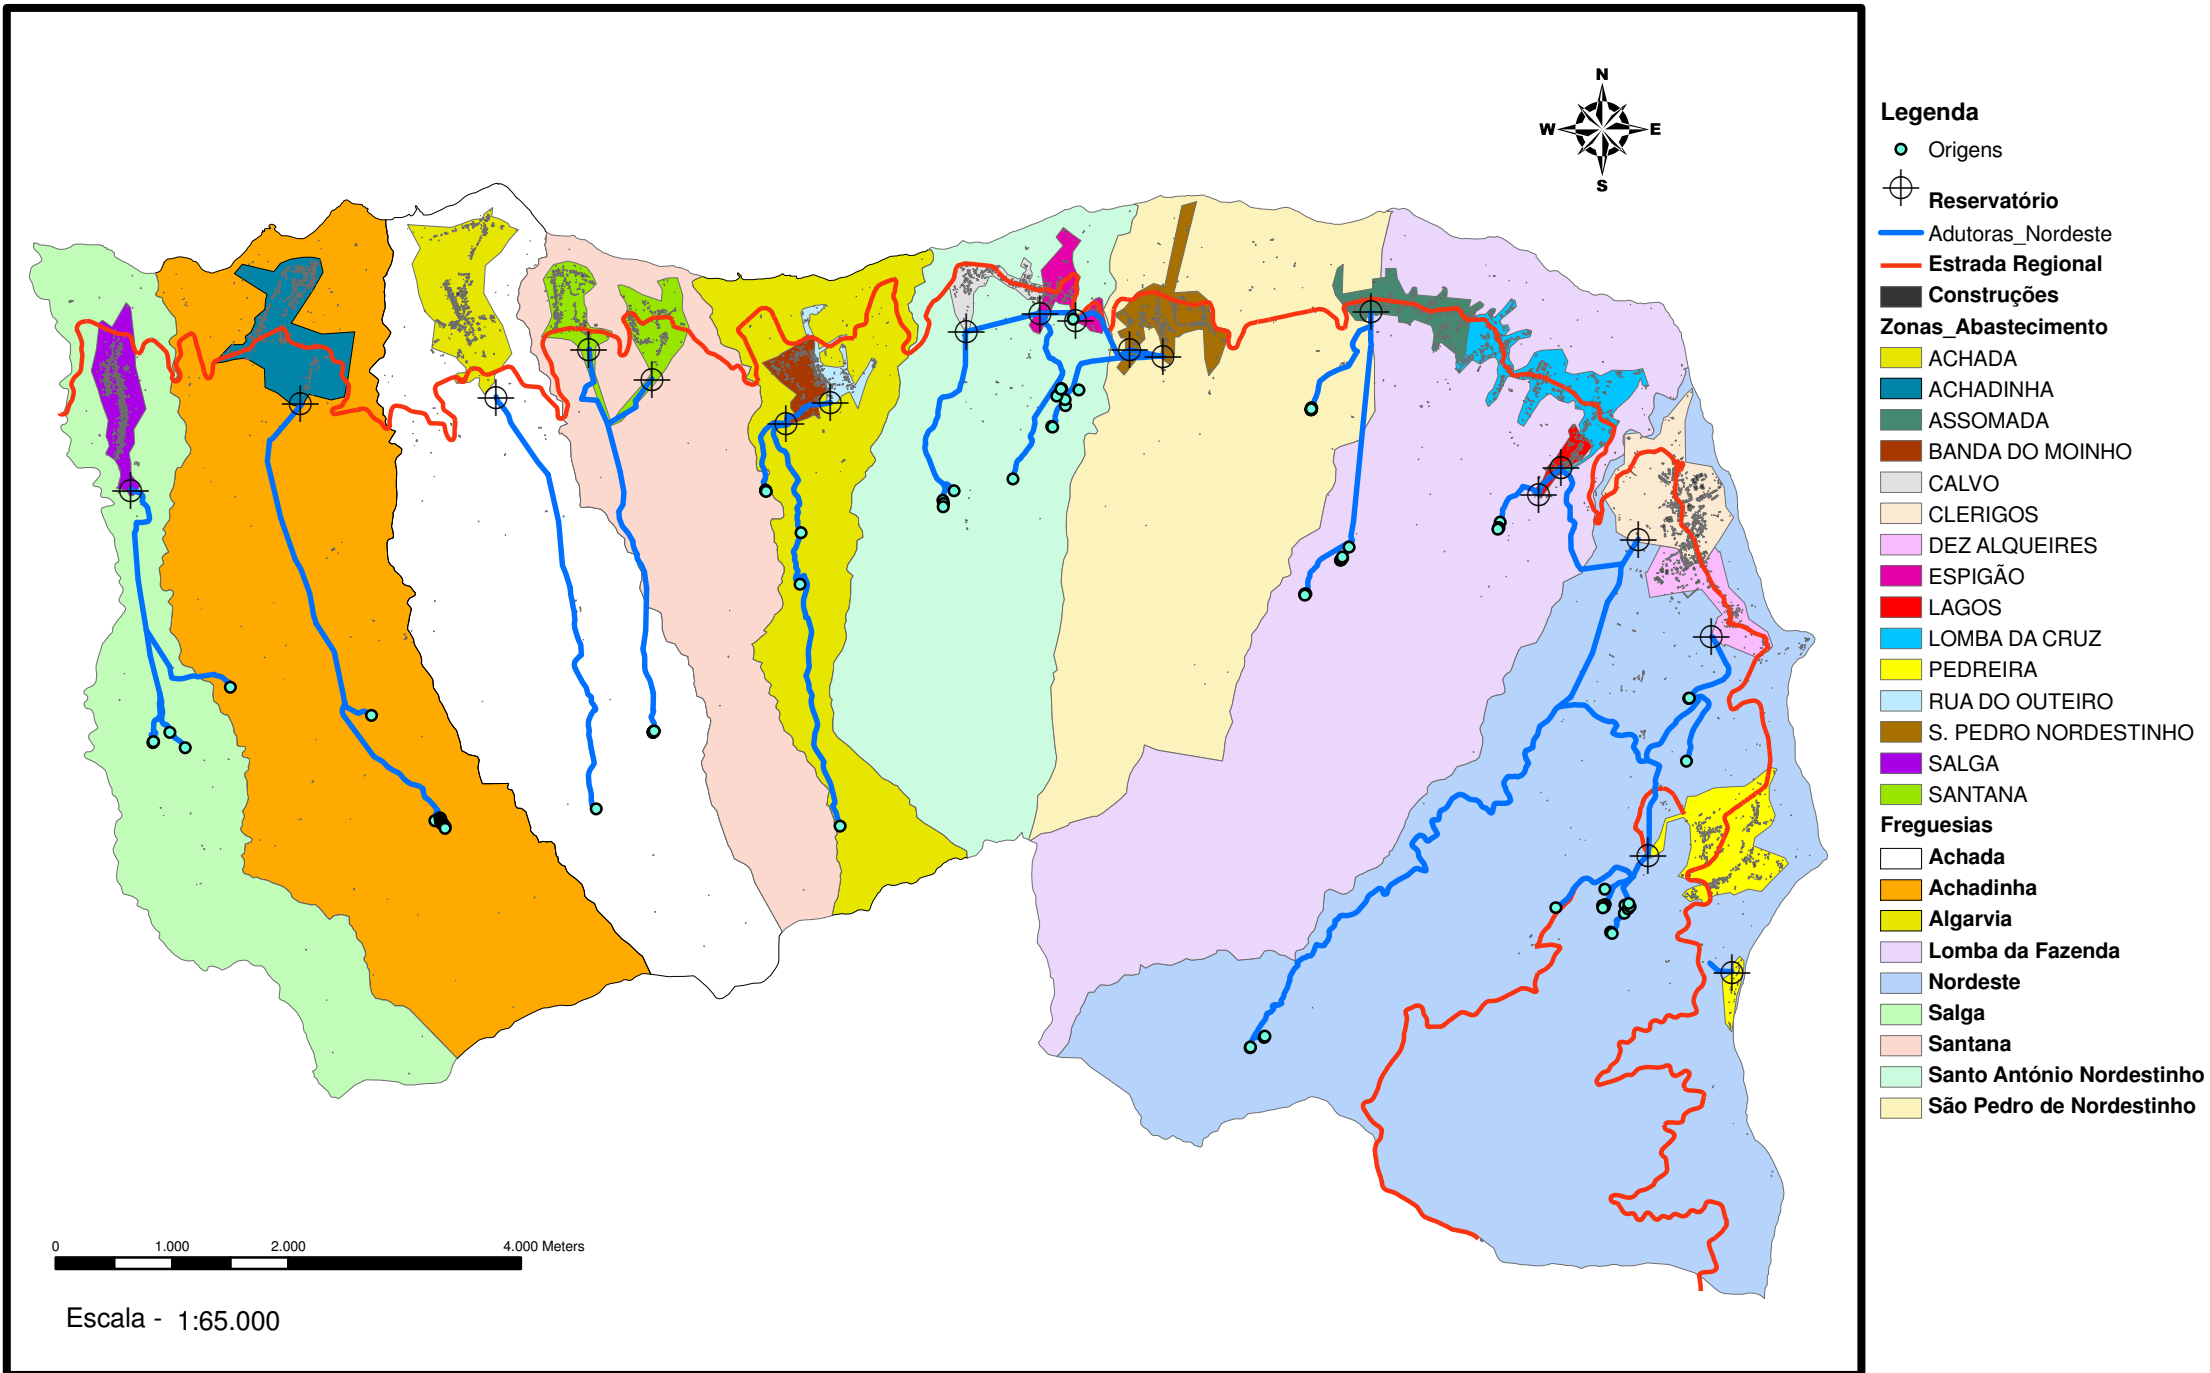 N
W E
S
0 1.000 2.000 4.000 Meters
Escala - 1:65.000
Legenda
Origens
Reservatório
Adutoras_Nordeste
Estrada Regional
Construções
Zonas_Abastecimento
ACHADA
ACHADINHA
ASSOMADA
BANDA DO MOINHO
CALVO
CLERIGOS
DEZ ALQUEIRES
ESPIGÃO
LAGOS
LOMBA DA CRUZ
PEDREIRA
RUA DO OUTEIRO
S. PEDRO NORDESTINHO
SALGA
SANTANA
Freguesias
Achada
Achadinha
Algarvia
Lomba da Fazenda
Nordeste
Salga
Santana
Santo António Nordestinho
São Pedro de Nordestinho